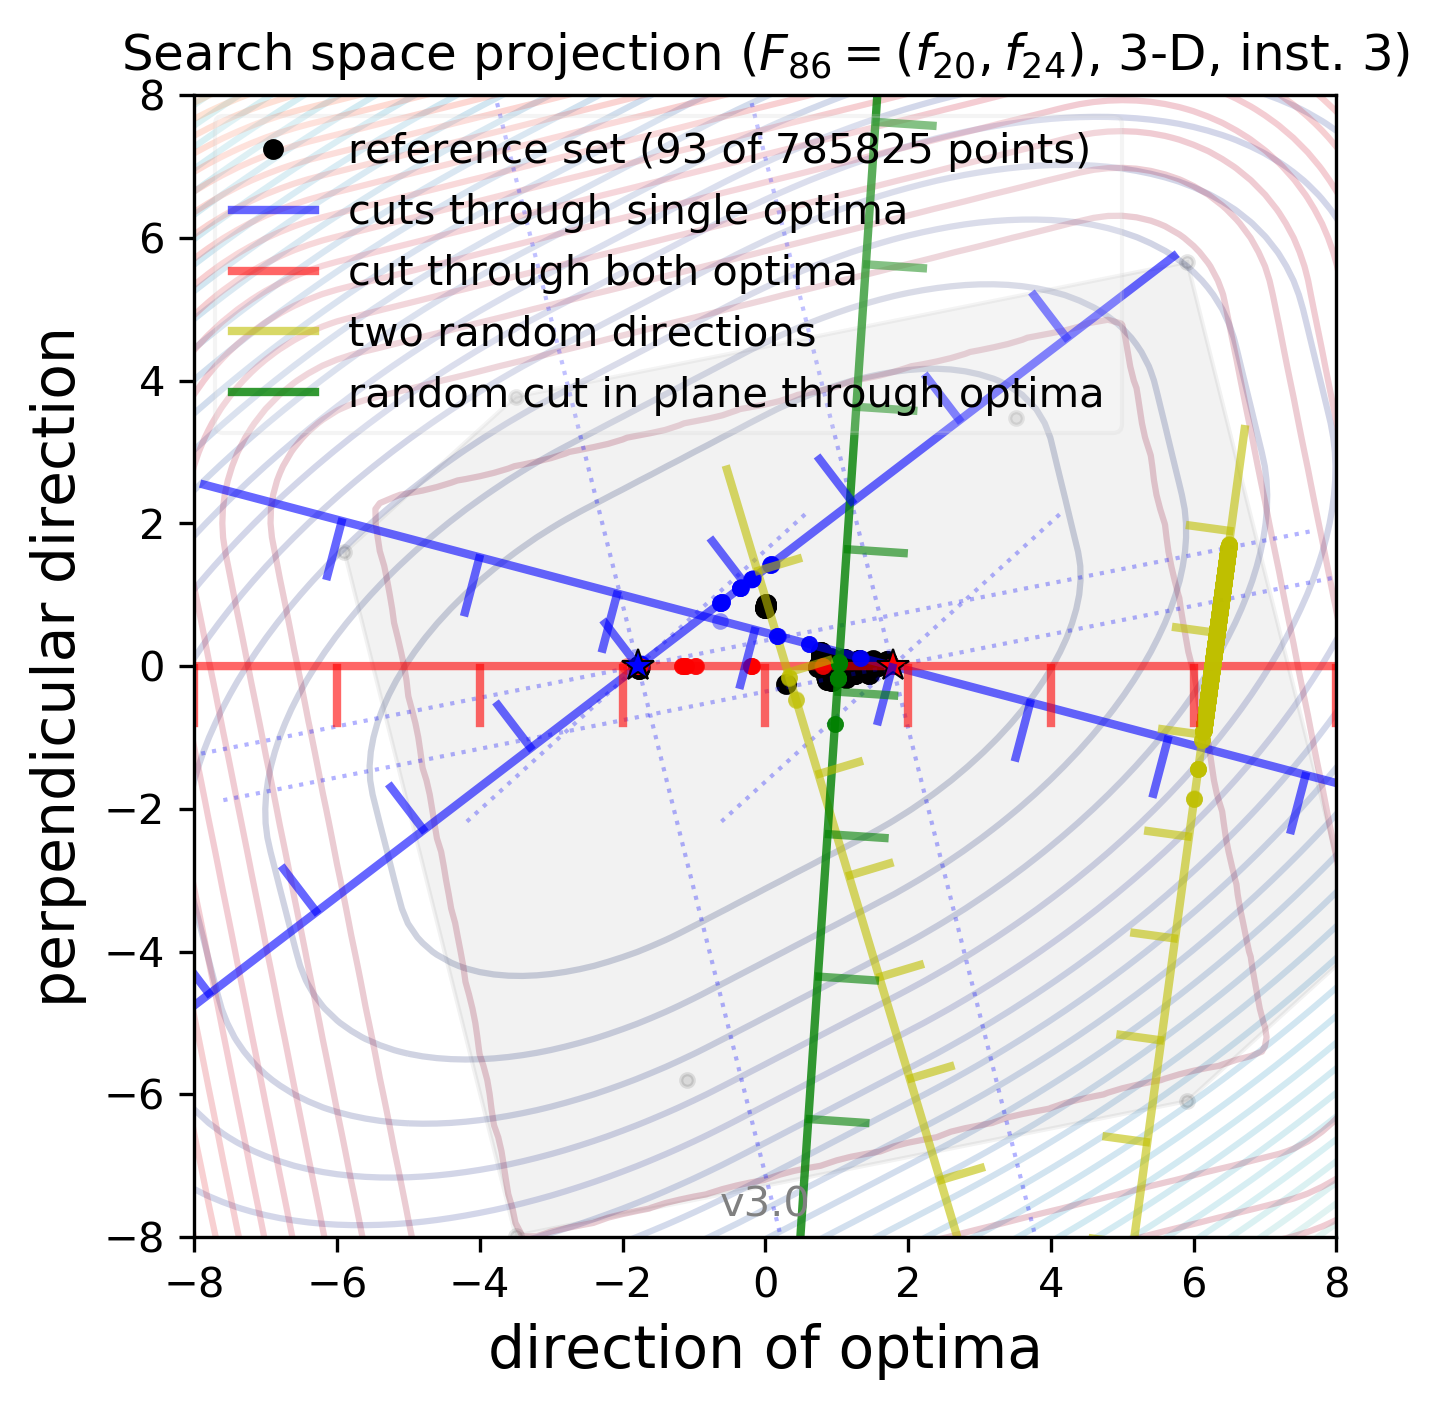 Search space projection (F₈₆ = (f₂₀, f₂₄), 3-D, inst. 3)
8
6
4
2
0
−2
−4
−6
−8
perpendicular direction
reference set (93 of 785825 points)
cuts through single optima
cut through both optima
two random directions
random cut in plane through optima
v3.0
−8 −6 −4 −2 0 2 4 6 8
direction of optima